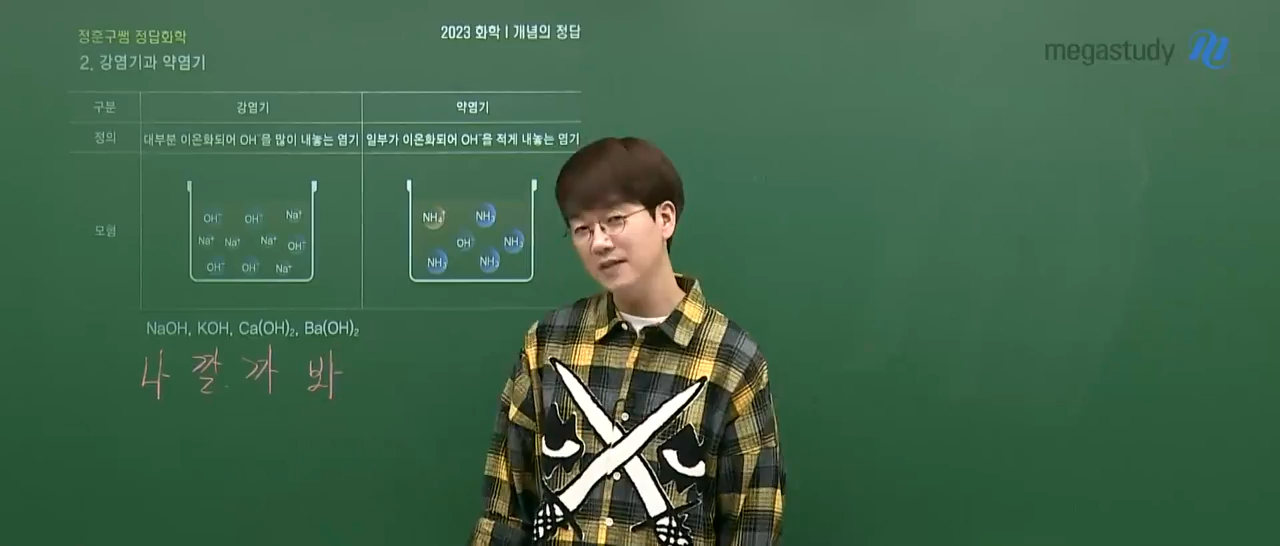 정훈구쌤 정답화학
2023 화학 I 개념의 정답
megastudy
2. 강염기과 약염기
구분 강염기 약염기
정의 대부분 이온화되어 OH⁻을 많이 내놓는 염기 일부가 이온화되어 OH⁻을 적게 내놓는 염기
모형
OH⁻ OH⁻ Na⁺
Na⁺ Na⁺ Na⁺ OH⁻
OH⁻ OH⁻ Na⁺
NH₄⁺ NH₃
OH⁻ NH₃
NH₃ NH₃
NaOH, KOH, Ca(OH)₂, Ba(OH)₂
나 깔 까 봐